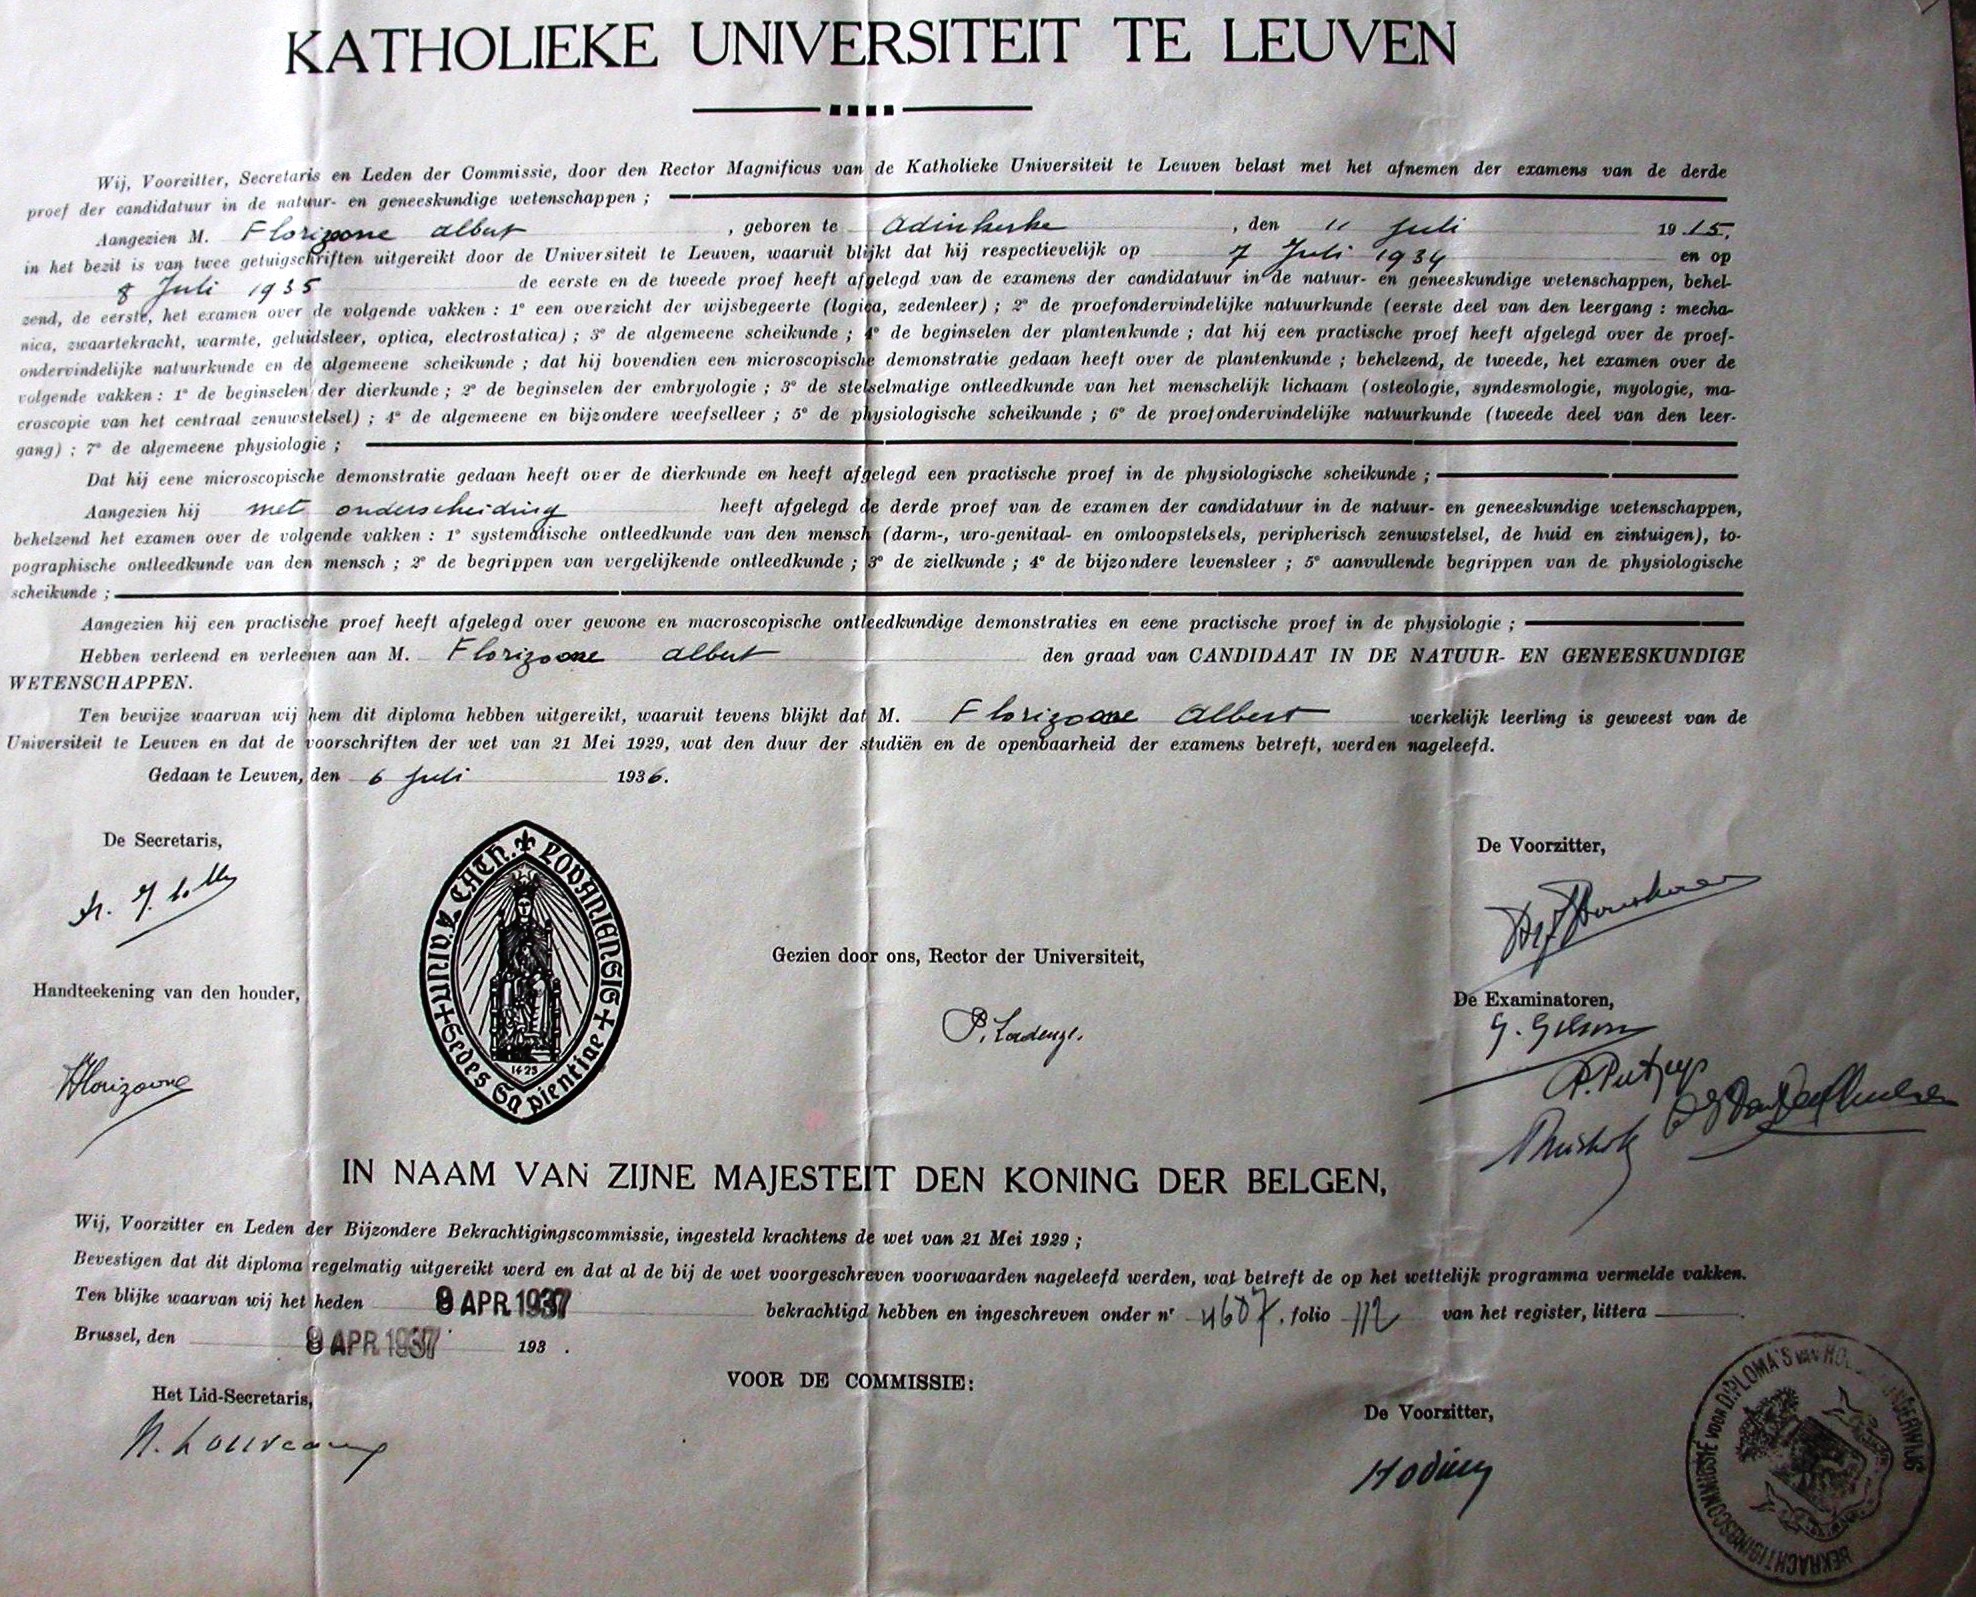 KATHOLIEKE UNIVERSITEIT TE LEUVEN
Wij, Voorzitter, Secretaris en Leden der Commissie, door den Rector Magnificus van de Katholieke Universiteit te Leuven belast met het afnemen der examens van de derde
proef der candidatuur in de natuur- en geneeskundige wetenschappen ;
Aangezien M. Florizoone Albert , geboren te Adinkerke , den 11 Juli 1915,
in het bezit is van twee getuigschriften uitgereikt door de Universiteit te Leuven, waaruit blijkt dat hij respectievelijk op 7 Juli 1934 en op
8 Juli 1935 de eerste en de tweede proef heeft afgelegd van de examens der candidatuur in de natuur- en geneeskundige wetenschappen, behel-
zend, de eerste, het examen over de volgende vakken : 1° een overzicht der wijsbegeerte (logica, zedenleer) ; 2° de proefondervindelijke natuurkunde (eerste deel van den leergang : mecha-
nica, zwaartekracht, warmte, geluidsleer, optica, electrostatica) ; 3° de algemeene scheikunde ; 4° de beginselen der plantenkunde ; dat hij een practische proef heeft afgelegd over de proef-
ondervindelijke natuurkunde en de algemeene scheikunde ; dat hij bovendien een microscopische demonstratie gedaan heeft over de plantenkunde ; behelzend, de tweede, het examen over de
volgende vakken : 1° de beginselen der dierkunde ; 2° de beginselen der embryologie ; 3° de stelselmatige ontleedkunde van het menschelijk lichaam (osteologie, syndesmologie, myologie, ma-
croscopie van het centraal zenuwstelsel) ; 4° de algemeene en bijzondere weefselleer ; 5° de physiologische scheikunde ; 6° de proefondervindelijke natuurkunde (tweede deel van den leer-
gang) ; 7° de algemeene physiologie ;
Dat hij eene microscopische demonstratie gedaan heeft over de dierkunde en heeft afgelegd een practische proef in de physiologische scheikunde ;
Aangezien hij met onderscheiding heeft afgelegd de derde proef van de examen der candidatuur in de natuur- en geneeskundige wetenschappen,
behelzend het examen over de volgende vakken : 1° systematische ontleedkunde van den mensch (darm-, uro-genitaal- en omloopstelsels, peripherisch zenuwstelsel, de huid en zintuigen), to-
pographische ontleedkunde van den mensch ; 2° de begrippen van vergelijkende ontleedkunde ; 3° de zielkunde ; 4° de bijzondere levensleer ; 5° aanvullende begrippen van de physiologische
scheikunde ;
Aangezien hij een practische proef heeft afgelegd over gewone en macroscopische ontleedkundige demonstraties en eene practische proef in de physiologie ;
Hebben verleend en verleenen aan M. Florizoone Albert den graad van CANDIDAAT IN DE NATUUR- EN GENEESKUNDIGE
WETENSCHAPPEN.
Ten bewijze waarvan wij hem dit diploma hebben uitgereikt, waaruit tevens blijkt dat M. Florizoone Albert werkelijk leerling is geweest van de
Universiteit te Leuven en dat de voorschriften der wet van 21 Mei 1929, wat den duur der studiën en de openbaarheid der examens betreft, werden nageleefd.
Gedaan te Leuven, den 6 Juli 1936.
De Secretaris,
De Voorzitter,
UNIV. CATH. LOVANIENSIS
Sedes Sapientiae
1425
Gezien door ons, Rector der Universiteit,
P. Ladeuze.
Handteekening van den houder,
Florizoone
De Examinatoren,
G. Gilson
IN NAAM VAN ZIJNE MAJESTEIT DEN KONING DER BELGEN,
Wij, Voorzitter en Leden der Bijzondere Bekrachtigingscommissie, ingesteld krachtens de wet van 21 Mei 1929 ;
Bevestigen dat dit diploma regelmatig uitgereikt werd en dat al de bij de wet voorgeschreven voorwaarden nageleefd werden, wat betreft de op het wettelijk programma vermelde vakken.
Ten blijke waarvan wij het heden 9 APR. 1937 bekrachtigd hebben en ingeschreven onder nr 4607, folio 112 van het register, littera
Brussel, den 9 APR. 1937 193 .
VOOR DE COMMISSIE:
Het Lid-Secretaris,
De Voorzitter,
BEKRACHTIGINGSCOMMISSIE VOOR DIPLOMA'S VAN HOOGER ONDERWIJS